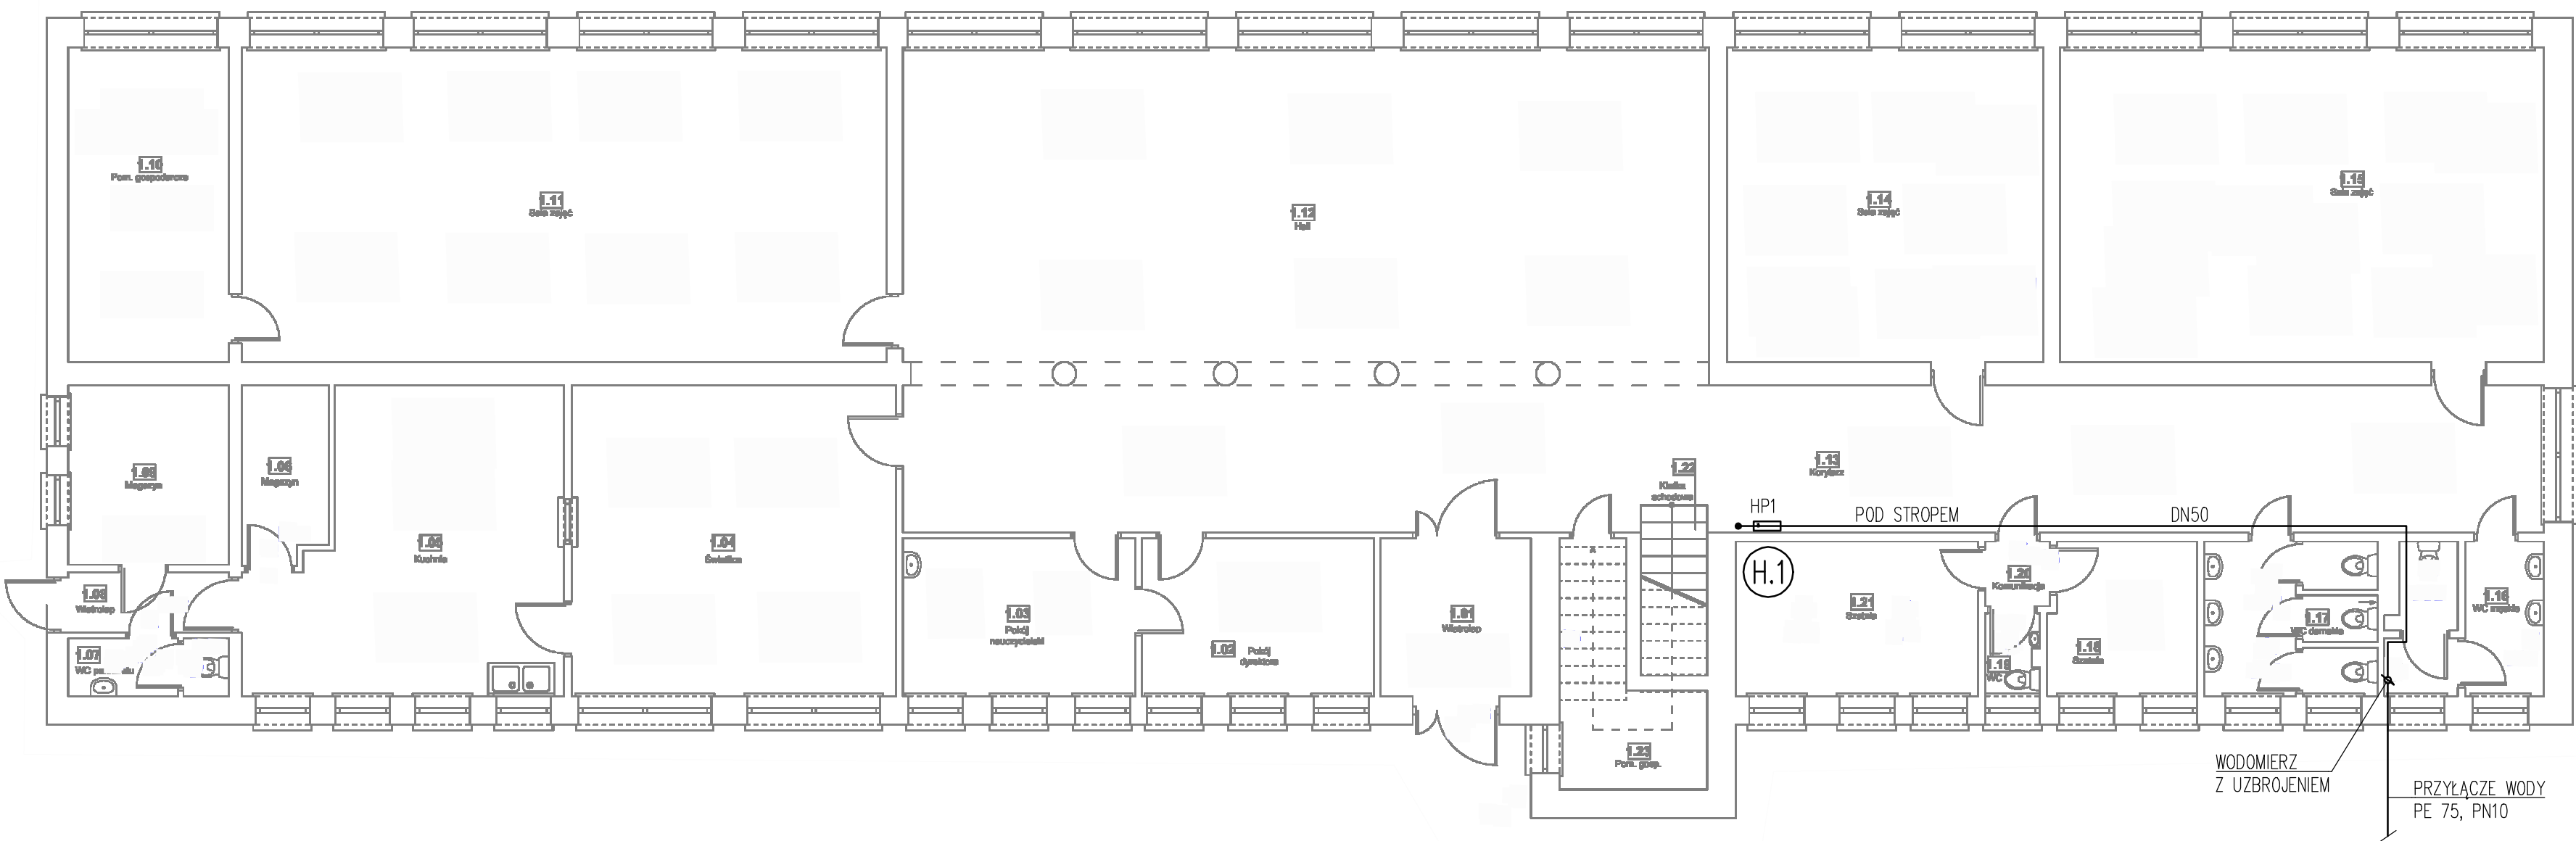 1.10
Pom. gospodarcze
1.11
Sala zajęć
1.12
Hall
1.14
Sala zajęć
1.15
Sala zajęć
1.09
Magazyn
1.06
Magazyn
1.05
Kuchnia
1.04
Świetlica
1.22
Klatka
schodowa
1.13
Korytarz
HP1
POD STROPEM
DN50
H.1
1.08
Wiatrołap
1.07
WC
1.03
Pokój
nauczycielski
1.02
Pokój
dyrektora
1.01
Wiatrołap
1.21
Szatnia
1.20
Komunikacja
1.19
WC
1.18
Szatnia
1.17
WC damskie
1.16
WC męskie
1.23
Pom. gosp.
WODOMIERZ
Z UZBROJENIEM
PRZYŁĄCZE WODY
PE 75, PN10